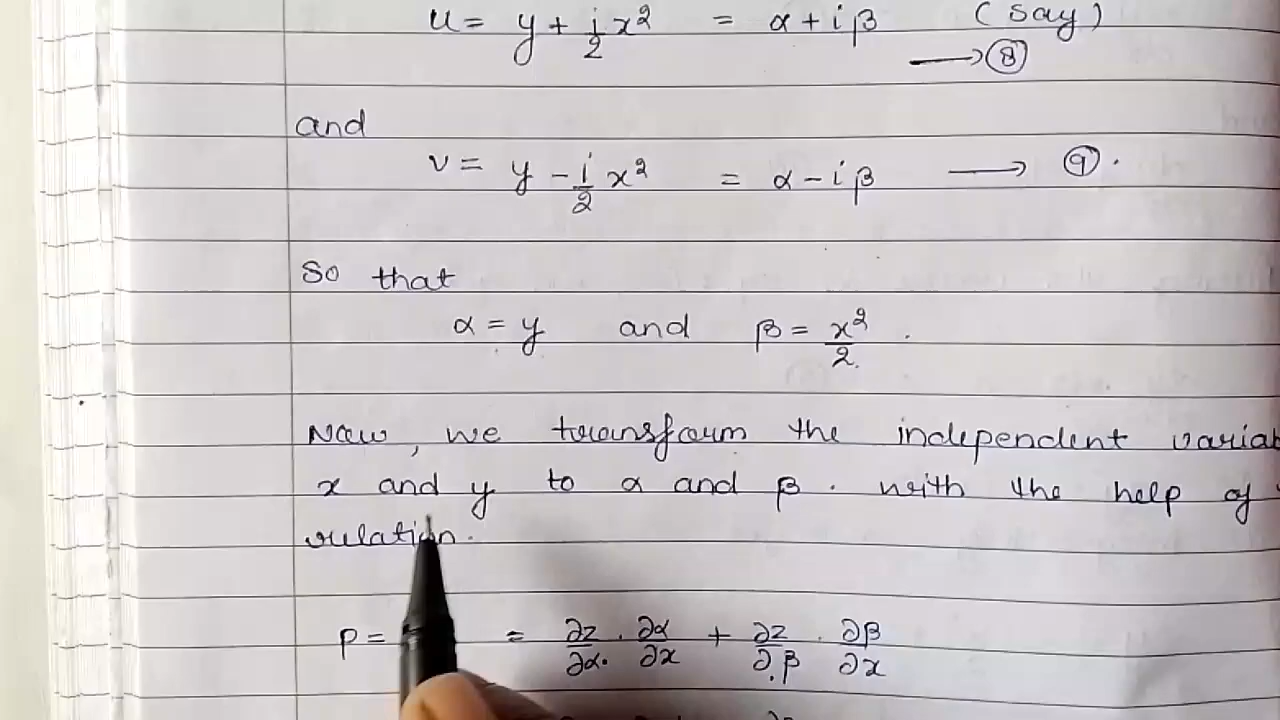 u = y + i/2 x² = α + iβ (say)
→ ⑧
and
v = y - i/2 x² = α - iβ → ⑨.
So that
α = y and β = x²/2.
Now, we transform the independent
x and y to α and β. with the help of
relation.
p = = ∂z/∂α · ∂α/∂x + ∂z/∂β · ∂β/∂x